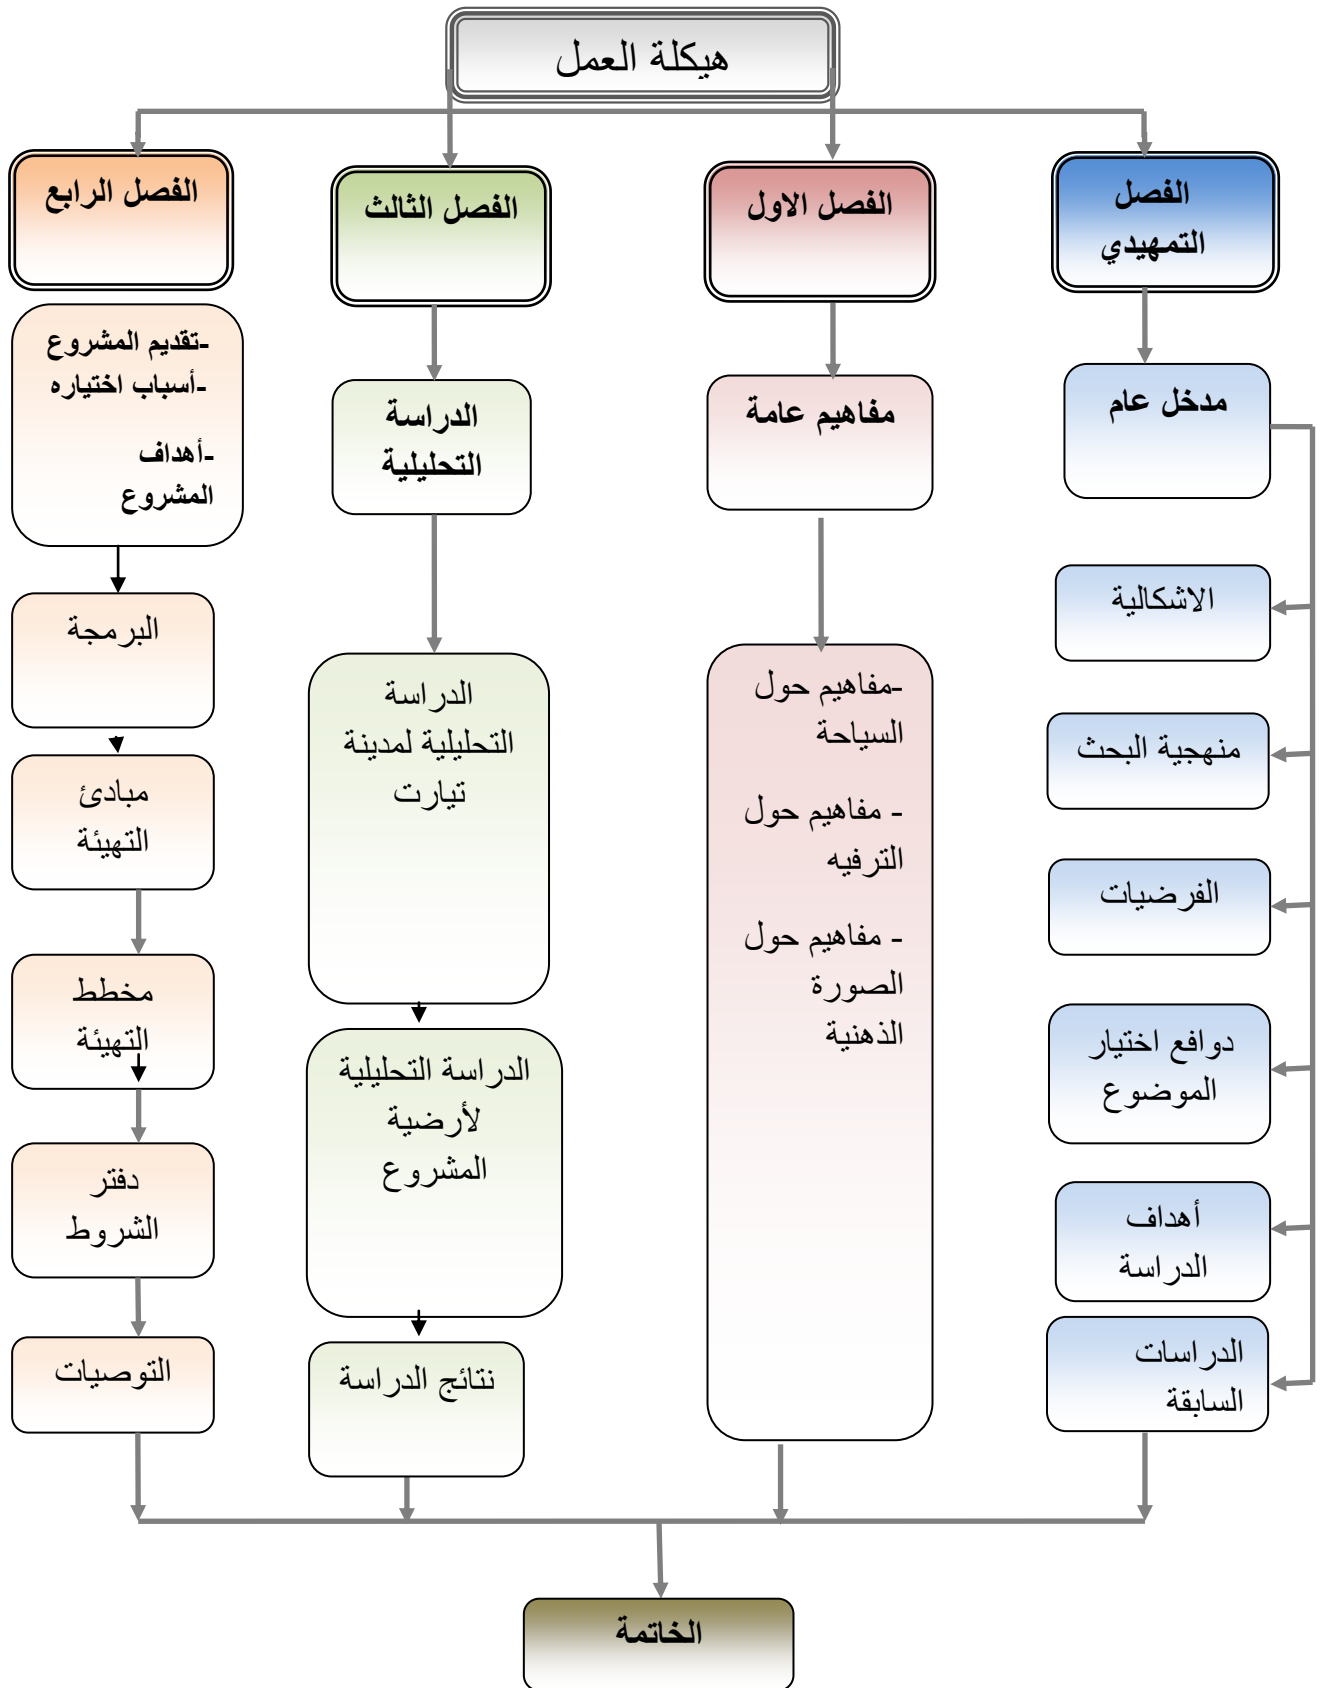 هيكلة العمل
الفصل
التمهيدي
مدخل عام
الاشكالية
منهجية البحث
الفرضيات
دوافع اختيار
الموضوع
أهداف
الدراسة
الدراسات
السابقة
الفصل الاول
مفاهيم عامة
-مفاهيم حول
السياحة
- مفاهيم حول
الترفيه
- مفاهيم حول
الصورة
الذهنية
الفصل الثالث
الدراسة
التحليلية
الدراسة
التحليلية لمدينة
تيارت
الدراسة التحليلية
لأرضية
المشروع
نتائج الدراسة
الفصل الرابع
-تقديم المشروع
-أسباب اختياره
-أهداف
المشروع
البرمجة
مبادئ
التهيئة
مخطط
التهيئة
دفتر
الشروط
التوصيات
الخاتمة